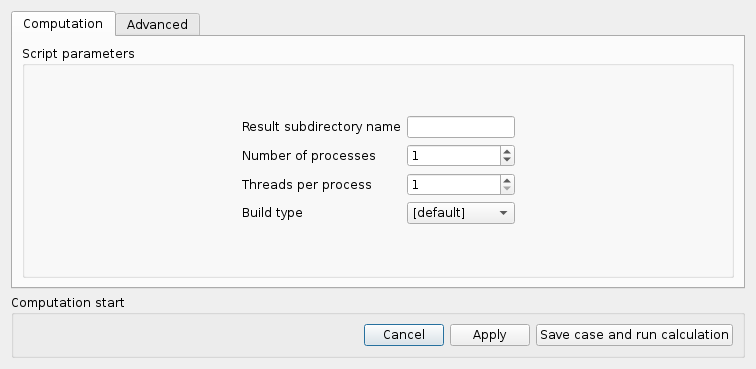 Computation Advanced
Script parameters
Result subdirectory name
Number of processes 1
Threads per process 1
Build type [default]
Computation start
Cancel Apply Save case and run calculation